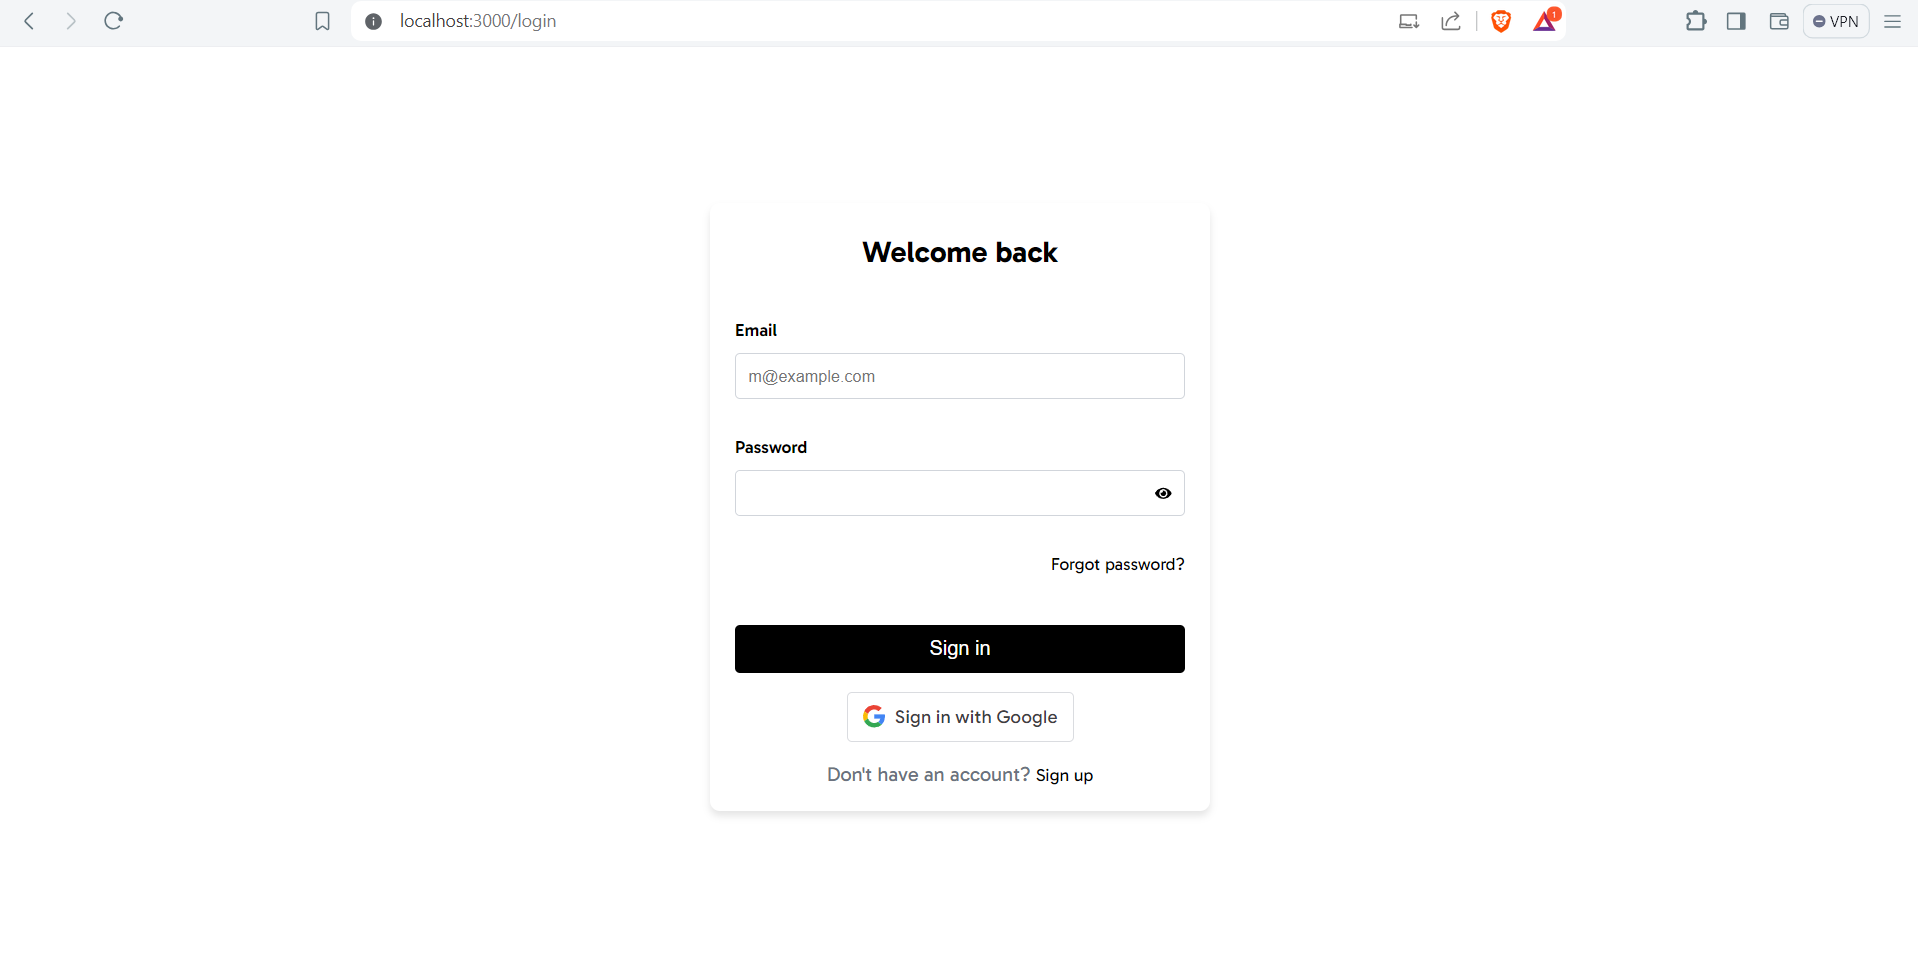 localhost:3000/login
1
VPN
Welcome back
Email
m@example.com
Password
Forgot password?
Sign in
Sign in with Google
Don't have an account? Sign up